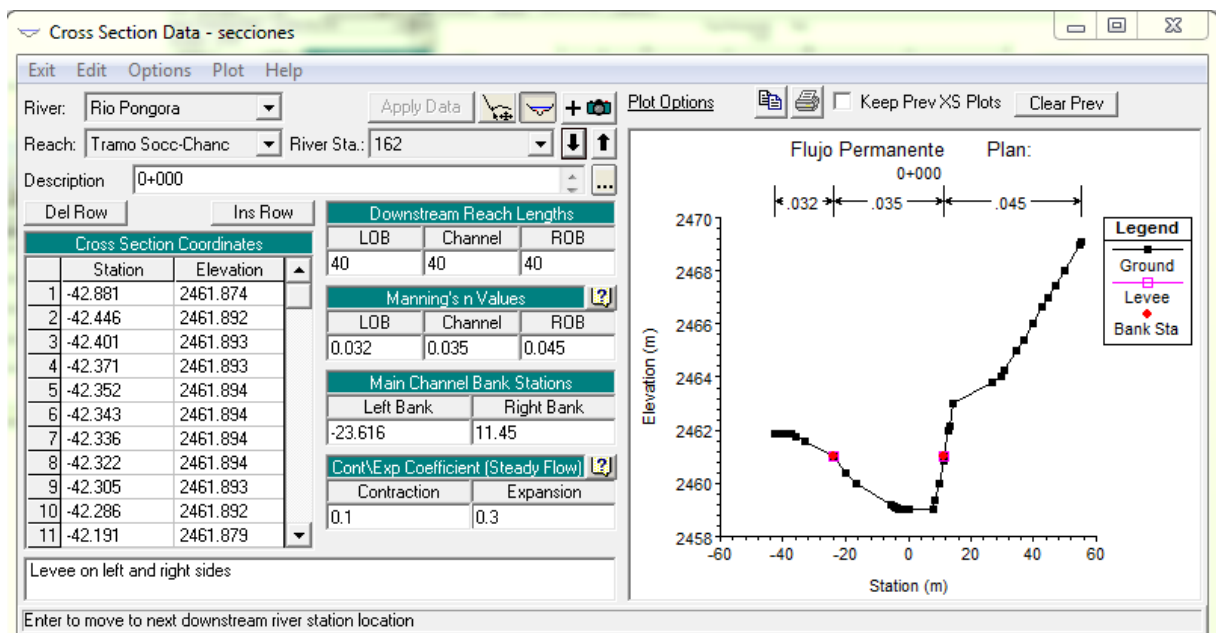 Cross Section Data - secciones
Exit Edit Options Plot Help
River: Rio Pongora Apply Data
Reach: Tramo Socc-Chanc River Sta.: 162
Description 0+000 ...
Del Row Ins Row
Cross Section Coordinates
Station Elevation
1 -42.881 2461.874
2 -42.446 2461.892
3 -42.401 2461.893
4 -42.371 2461.893
5 -42.352 2461.894
6 -42.343 2461.894
7 -42.336 2461.894
8 -42.322 2461.894
9 -42.305 2461.893
10 -42.286 2461.892
11 -42.191 2461.879
Downstream Reach Lengths
LOB Channel ROB
40 40 40
Manning's n Values
LOB Channel ROB
0.032 0.035 0.045
Main Channel Bank Stations
Left Bank Right Bank
-23.616 11.45
Cont\Exp Coefficient (Steady Flow)
Contraction Expansion
0.1 0.3
Levee on left and right sides
Enter to move to next downstream river station location
Plot Options Keep Prev XS Plots Clear Prev
Flujo Permanente Plan:
0+000
.032 .035 .045
2470
2468
2466
2464
2462
2460
2458
Elevation (m)
-60 -40 -20 0 20 40 60
Station (m)
Legend
Ground
Levee
Bank Sta